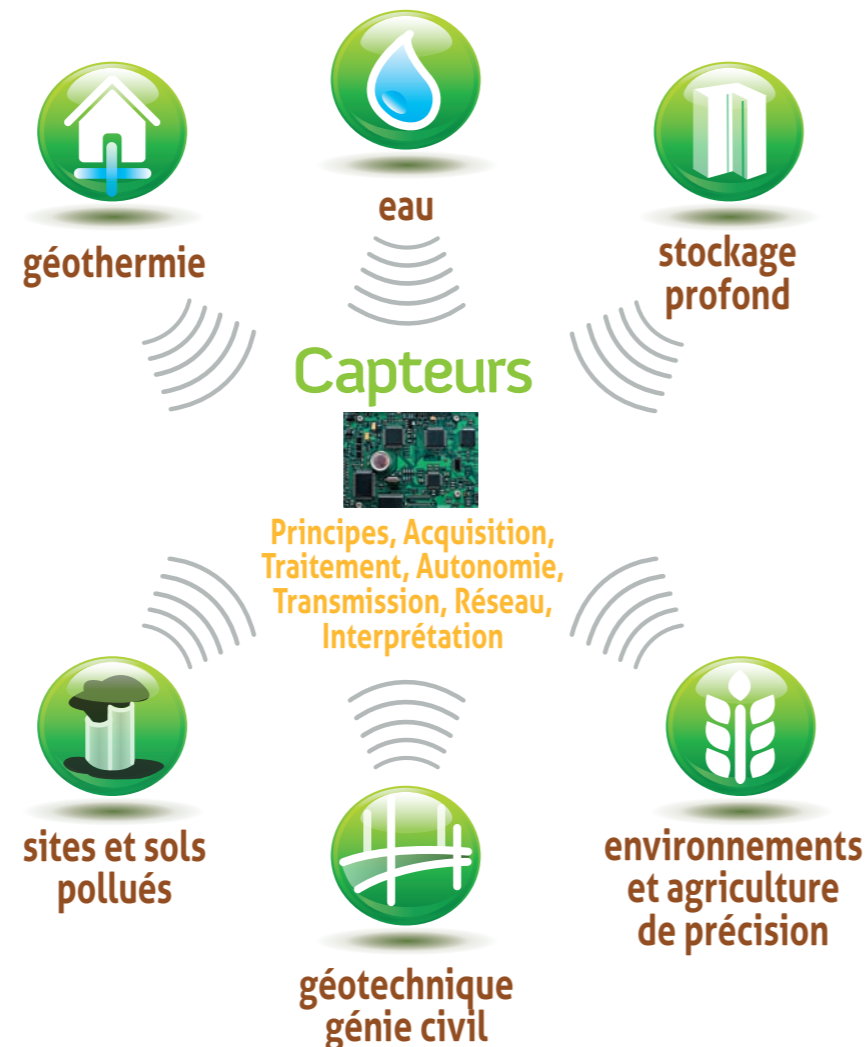 eau
géothermie
stockage
profond
Capteurs
Principes, Acquisition,
Traitement, Autonomie,
Transmission, Réseau,
Interprétation
sites et sols
pollués
environnements
et agriculture
de précision
géotechnique
génie civil